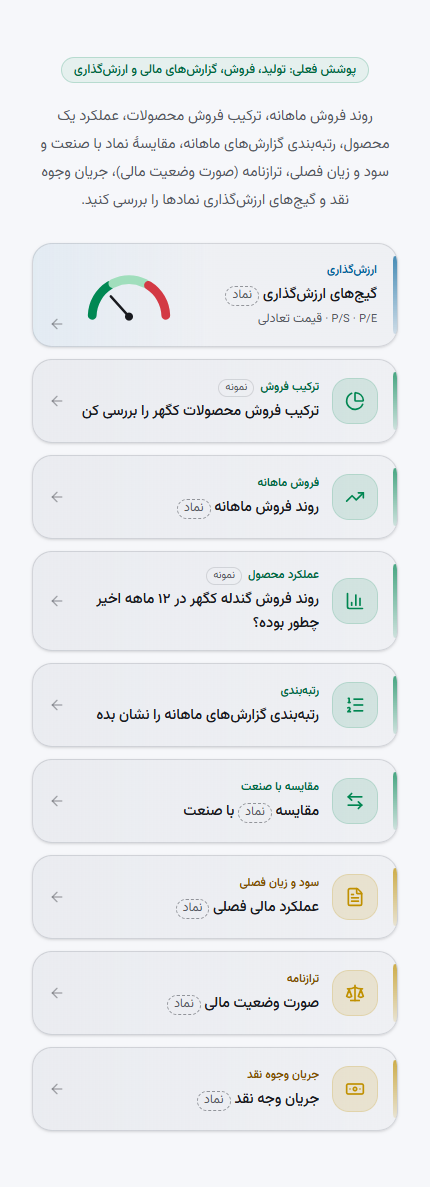 پوشش فعلی: تولید، فروش، گزارش‌های مالی و ارزش‌گذاری
روند فروش ماهانه، ترکیب فروش محصولات، عملکرد یک
محصول، رتبه‌بندی گزارش‌های ماهانه، مقایسهٔ نماد با صنعت و
سود و زیان فصلی، ترازنامه (صورت وضعیت مالی)، جریان وجوه
نقد و گیج‌های ارزش‌گذاری نمادها را بررسی کنید.
ارزش‌گذاری
گیج‌های ارزش‌گذاری نماد
P/S · P/E · قیمت تعادلی
ترکیب فروش نمونه
ترکیب فروش محصولات کگهر را بررسی کن
فروش ماهانه
روند فروش ماهانه نماد
عملکرد محصول نمونه
روند فروش گندله کگهر در ۱۲ ماهه اخیر
چطور بوده؟
رتبه‌بندی
رتبه‌بندی گزارش‌های ماهانه را نشان بده
مقایسه با صنعت
مقایسه نماد با صنعت
سود و زیان فصلی
عملکرد مالی فصلی نماد
ترازنامه
صورت وضعیت مالی نماد
جریان وجوه نقد
جریان وجه نقد نماد